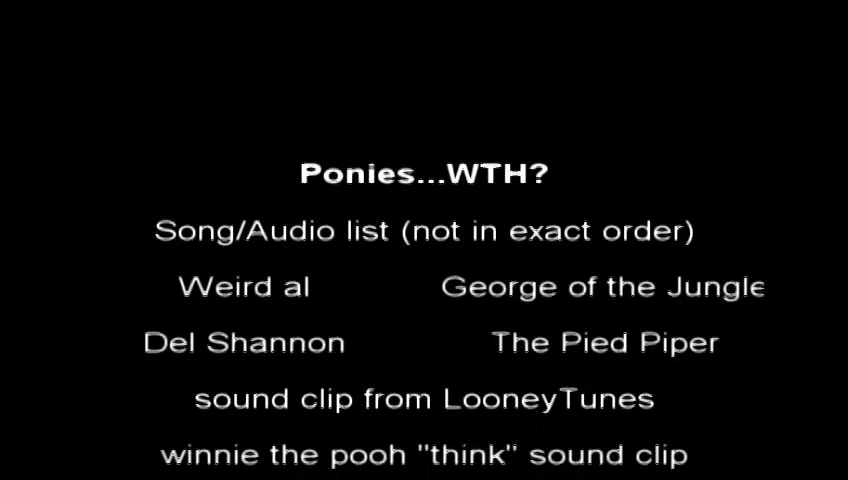 Ponies...WTH?
Song/Audio list (not in exact order)
Weird al George of the Jungle
Del Shannon The Pied Piper
sound clip from LooneyTunes
winnie the pooh "think" sound clip